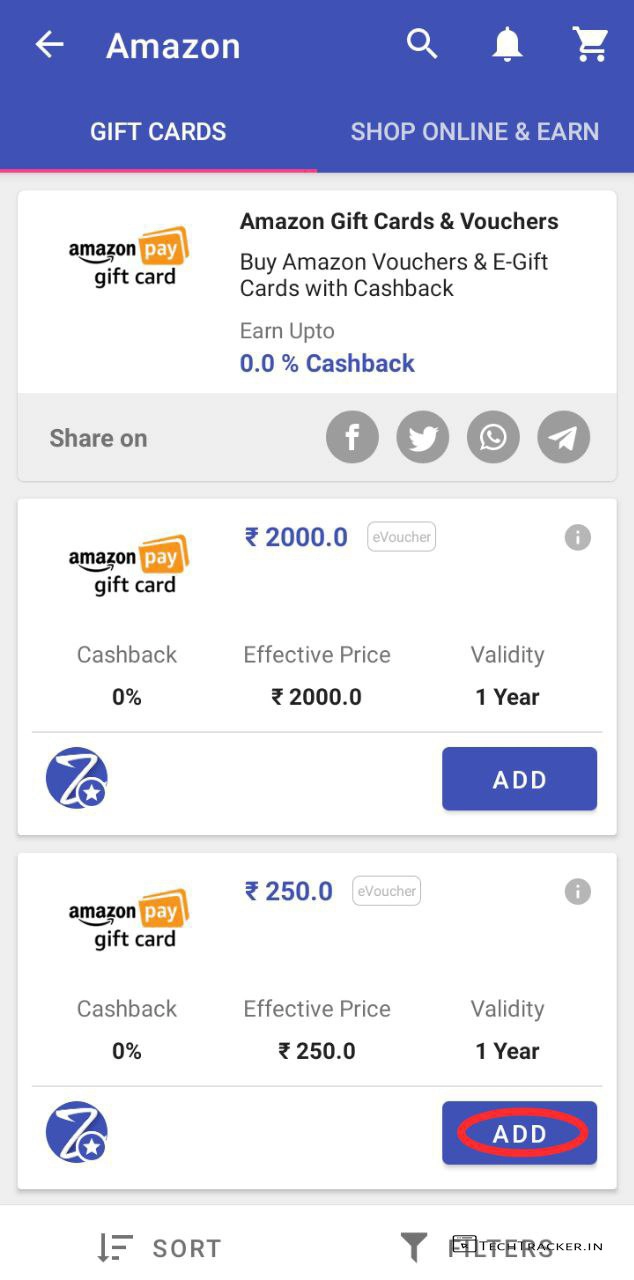 Amazon
GIFT CARDS
SHOP ONLINE & EARN
amazon pay
gift card
Amazon Gift Cards & Vouchers
Buy Amazon Vouchers & E-Gift
Cards with Cashback
Earn Upto
0.0 % Cashback
Share on
amazon pay
gift card
₹ 2000.0
eVoucher
Cashback
Effective Price
Validity
0%
₹ 2000.0
1 Year
ADD
amazon pay
gift card
₹ 250.0
eVoucher
Cashback
Effective Price
Validity
0%
₹ 250.0
1 Year
ADD
SORT
FILTERS
TECHTRACKER.IN